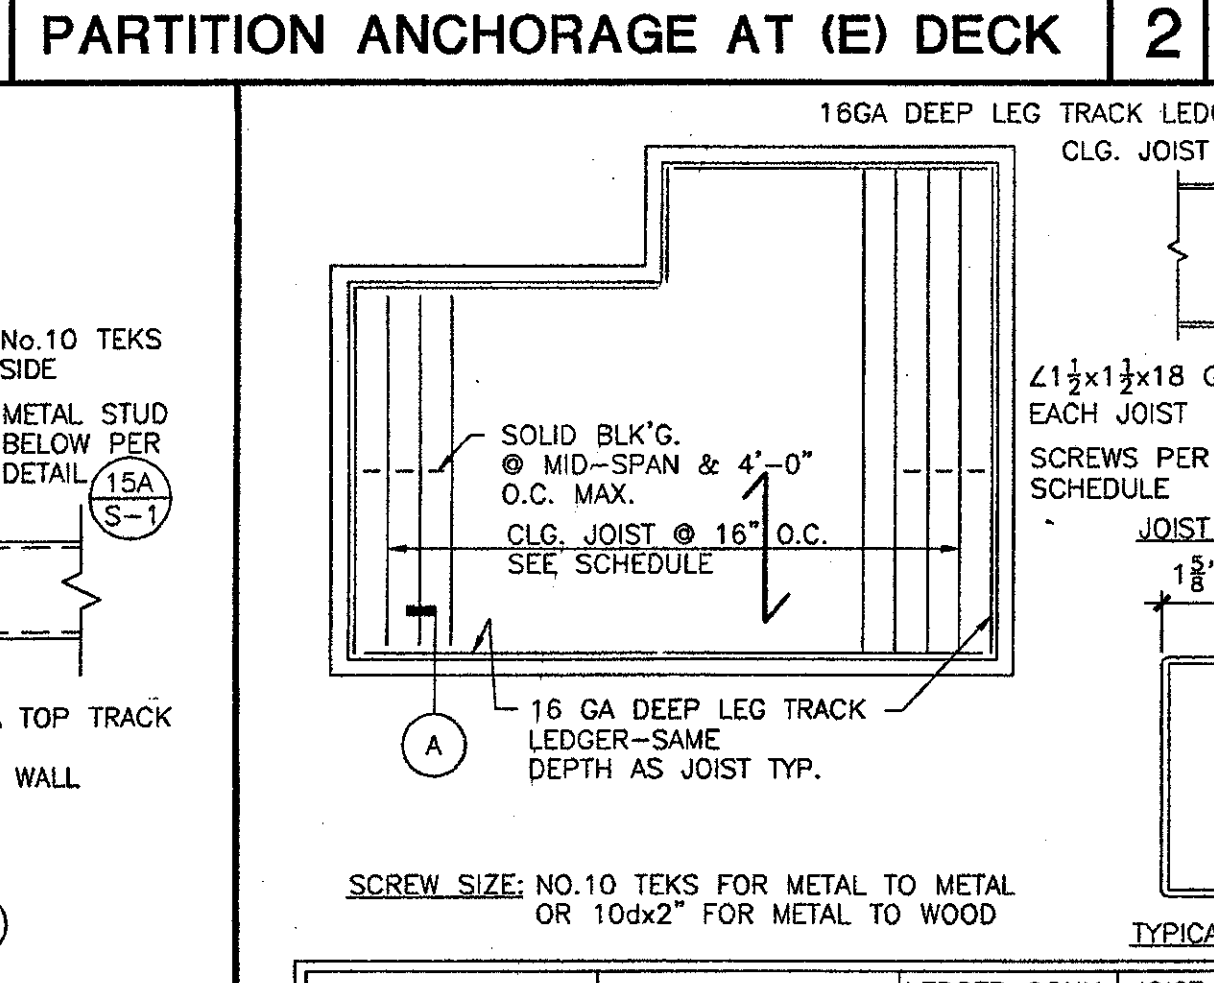 PARTITION ANCHORAGE AT (E) DECK
2
16GA DEEP LEG TRACK
CLG. JOIST
No.10 TEKS
SIDE
METAL STUD
BELOW PER
DETAIL
15A
S-1
TOP TRACK
WALL
SOLID BLK'G.
@ MID-SPAN & 4'-0"
O.C. MAX.
CLG. JOIST @ 16" O.C.
SEE SCHEDULE
A
16 GA DEEP LEG TRACK
LEDGER-SAME
DEPTH AS JOIST TYP.
SCREW SIZE: NO.10 TEKS FOR METAL TO METAL
OR 10dx2" FOR METAL TO WOOD
∠1½x1½x18
EACH JOIST
SCREWS PER
SCHEDULE
JOIST
1⅝"